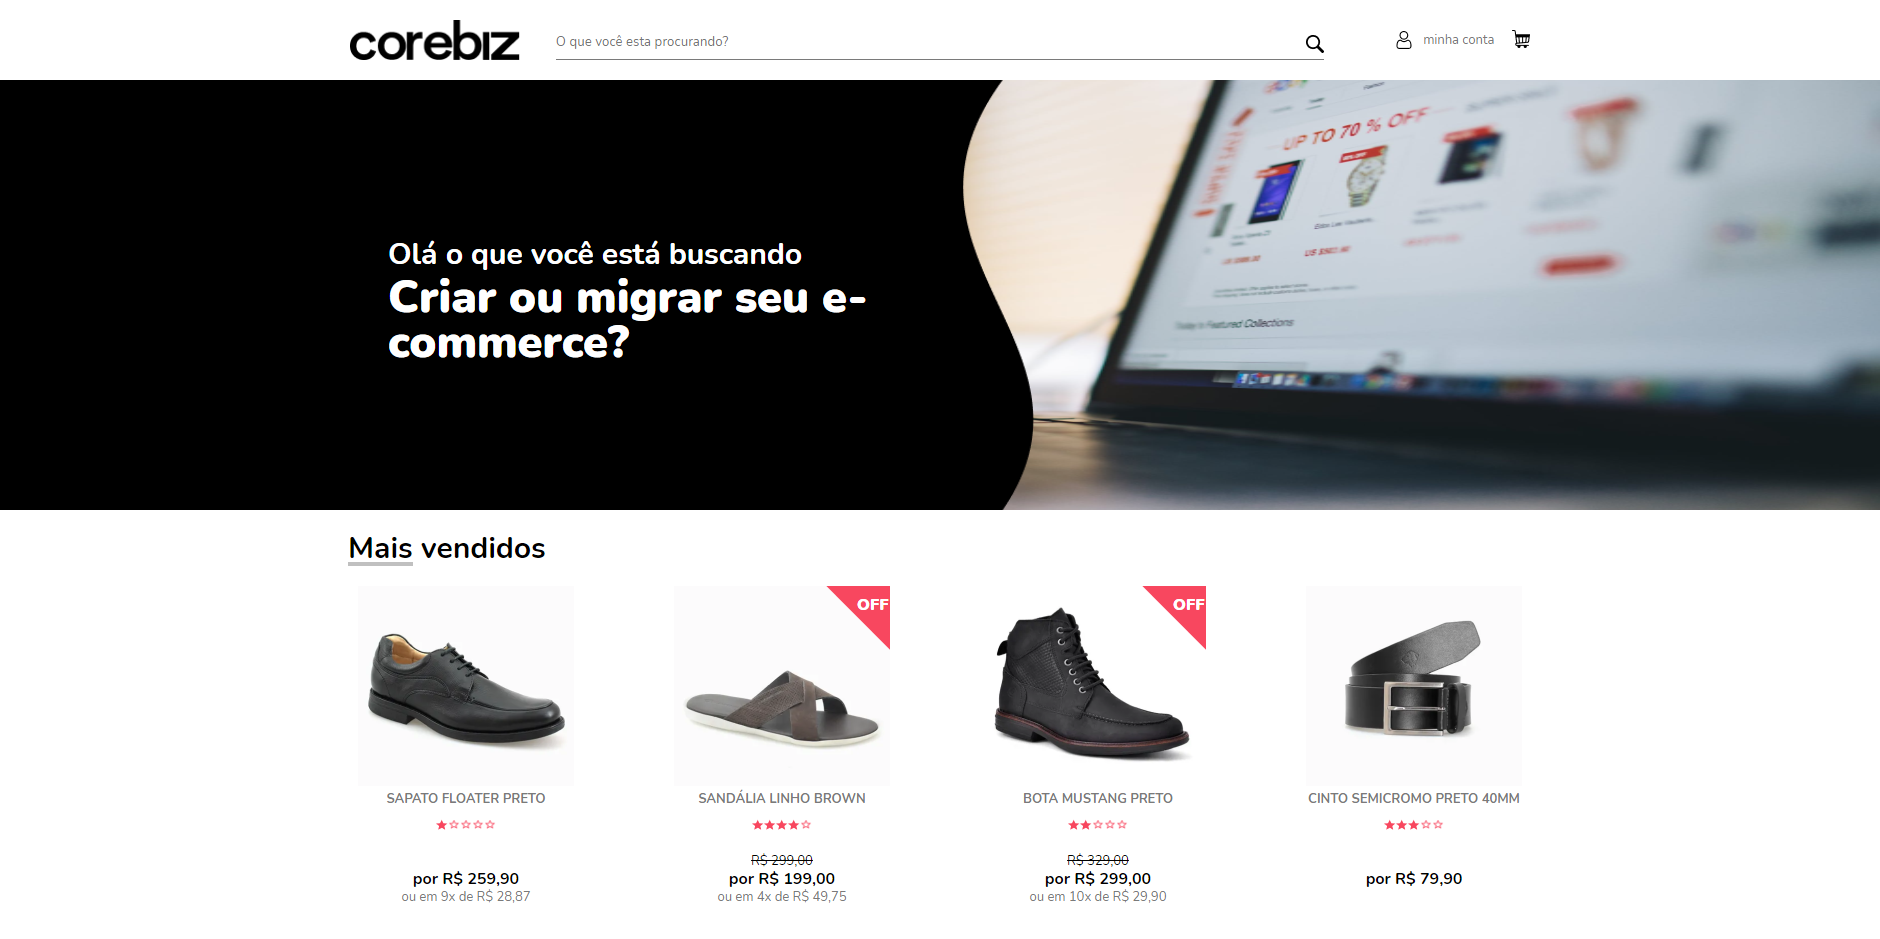 corebiz
O que você esta procurando?
minha conta
UP TO 70 % OFF
Featured Collections
Olá o que você está buscando
Criar ou migrar seu e-
commerce?
Mais vendidos
OFF
OFF
SAPATO FLOATER PRETO
SANDÁLIA LINHO BROWN
BOTA MUSTANG PRETO
CINTO SEMICROMO PRETO 40MM
R$ 299,00
R$ 329,00
por R$ 259,90
por R$ 199,00
por R$ 299,00
por R$ 79,90
ou em 9x de R$ 28,87
ou em 4x de R$ 49,75
ou em 10x de R$ 29,90